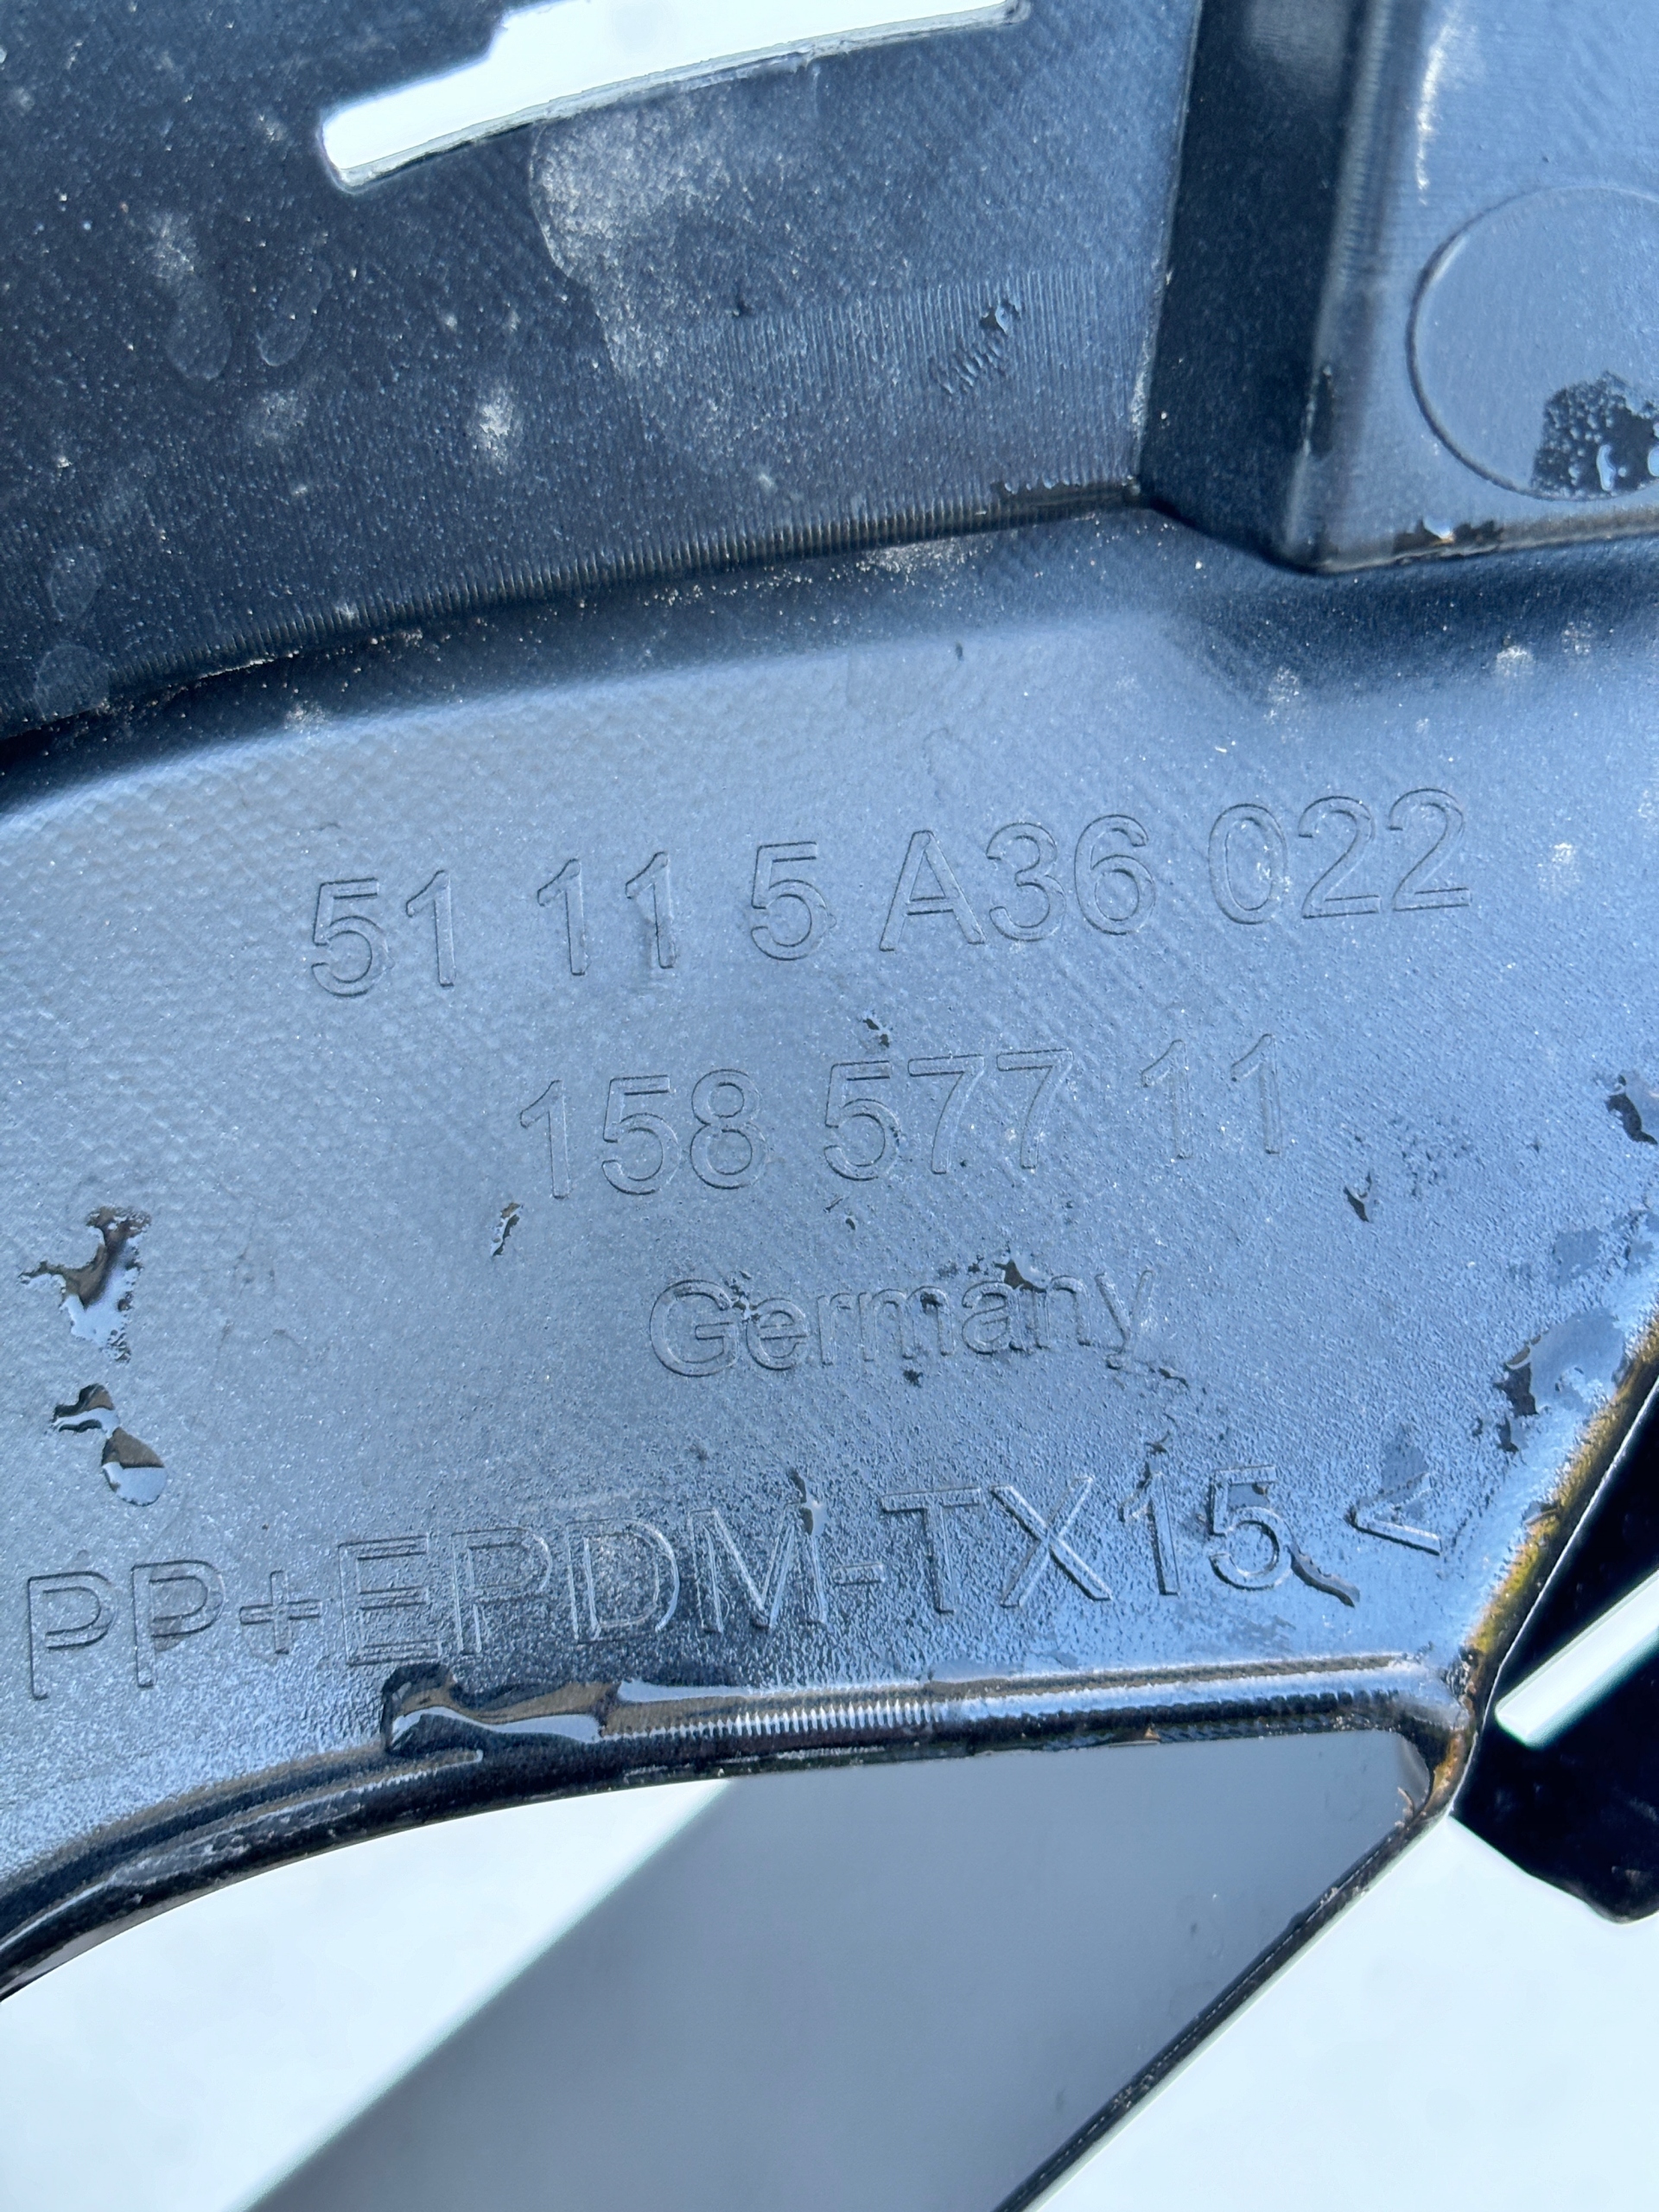 51 11 5 A36 022
158 577 11
Germany
PP+EPDM-TX15 <